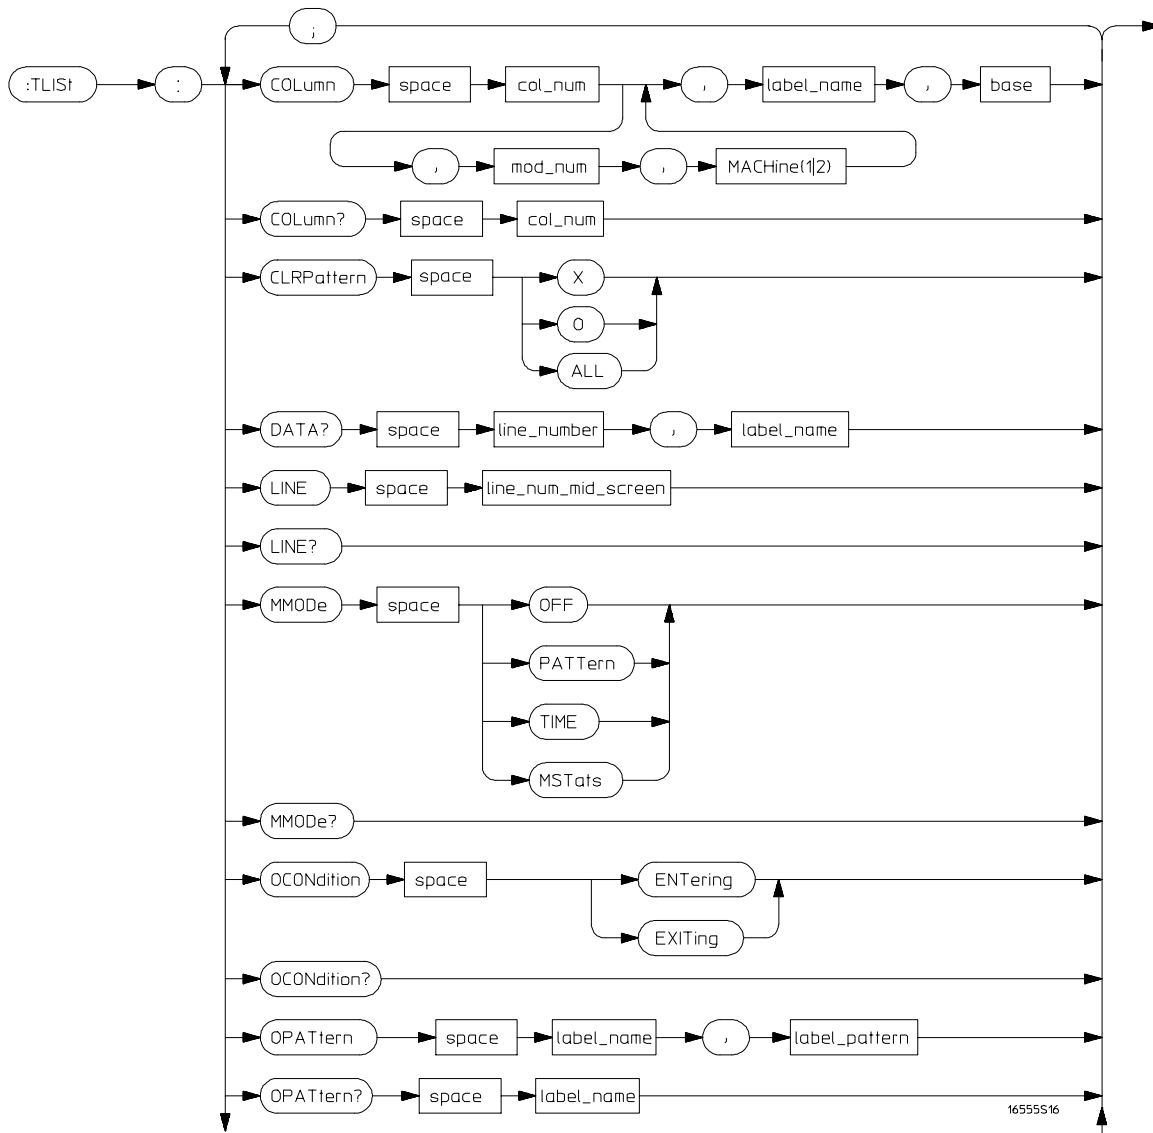 ;
:TLISt : COLumn space col_num , label_name , base
, mod_num , MACHine(1|2)
COLumn? space col_num
CLRPattern space X
O
ALL
DATA? space line_number , label_name
LINE space line_num_mid_screen
LINE?
MMODe space OFF
PATTern
TIME
MSTats
MMODe?
OCONdition space ENTering
EXITing
OCONdition?
OPATtern space label_name , label_pattern
OPATtern? space label_name
16555S16